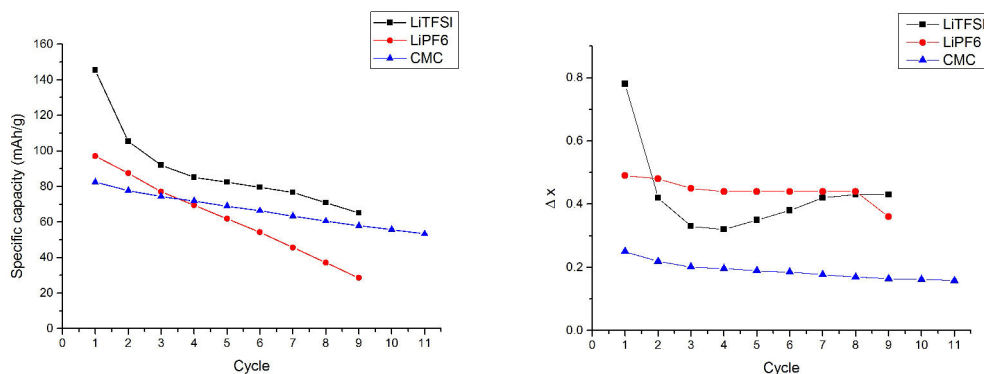 LiTFSI
LiPF6
CMC
160
140
120
100
80
60
40
20
0
Specific capacity (mAh/g)
0 1 2 3 4 5 6 7 8 9 10 11
Cycle
LiTFSI
LiPF6
CMC
0.8
0.6
0.4
0.2
0.0
Δ x
0 1 2 3 4 5 6 7 8 9 10 11
Cycle